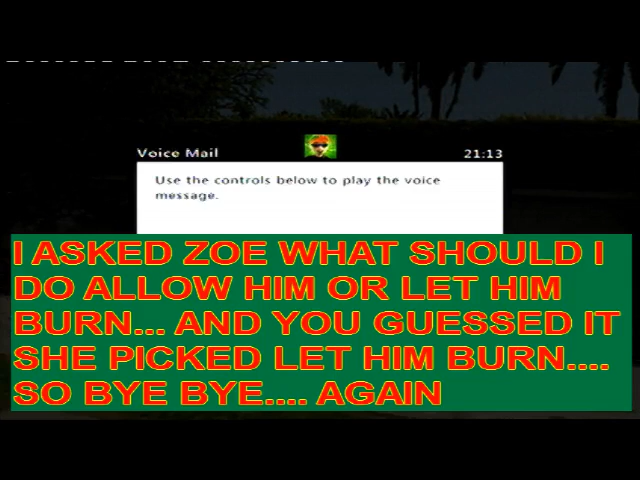 Voice Mail 21:13
Use the controls below to play the voice
message.
I ASKED ZOE WHAT SHOULD I
DO ALLOW HIM OR LET HIM
BURN... AND YOU GUESSED IT
SHE PICKED LET HIM BURN....
SO BYE BYE.... AGAIN